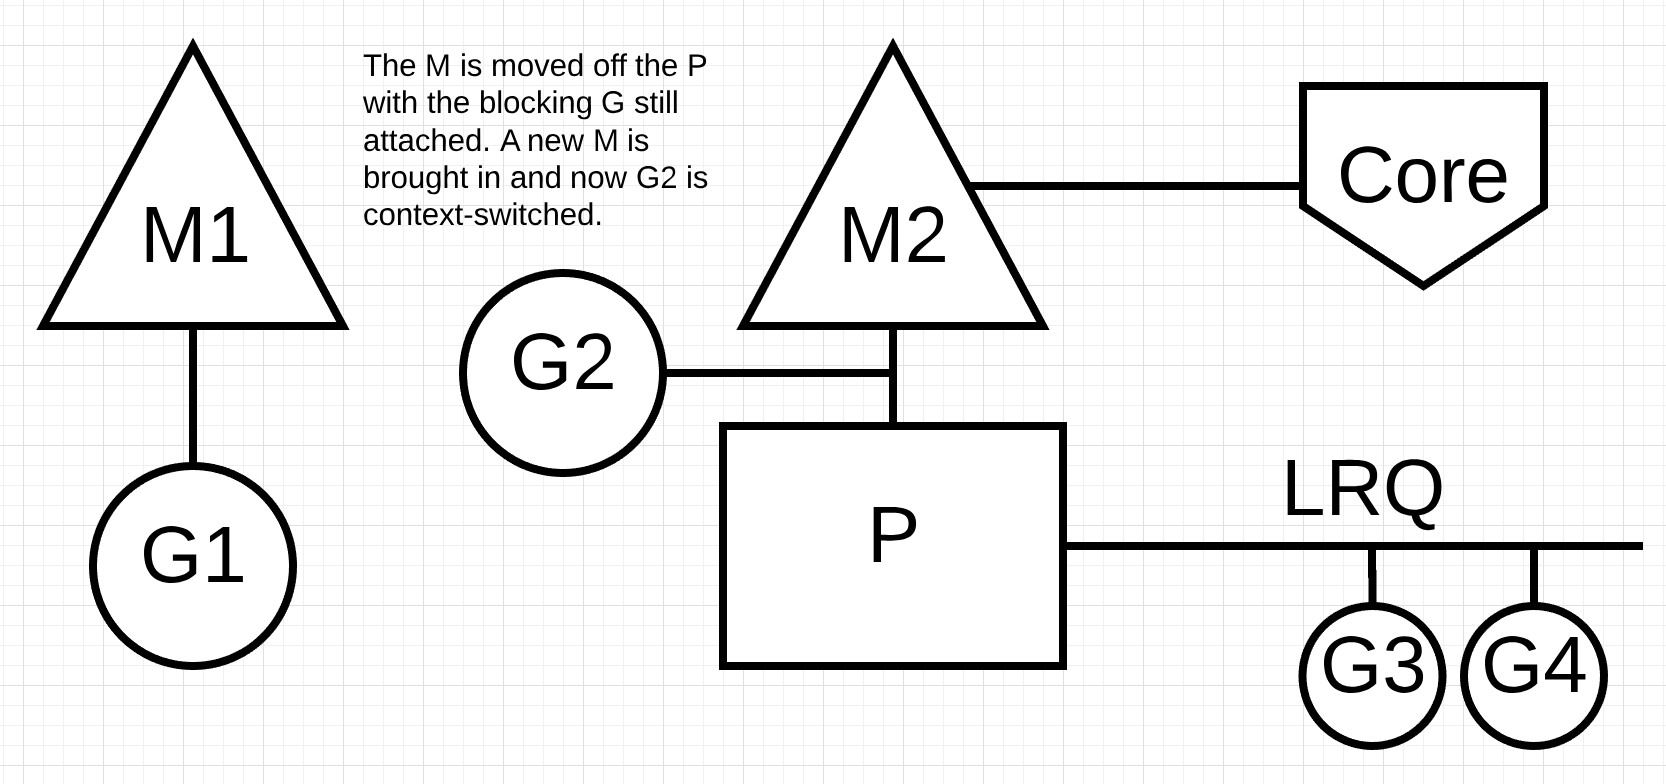 The M is moved off the P
with the blocking G still
attached. A new M is
brought in and now G2 is
context-switched.
M1
M2
Core
G2
G1
P
LRQ
G3
G4